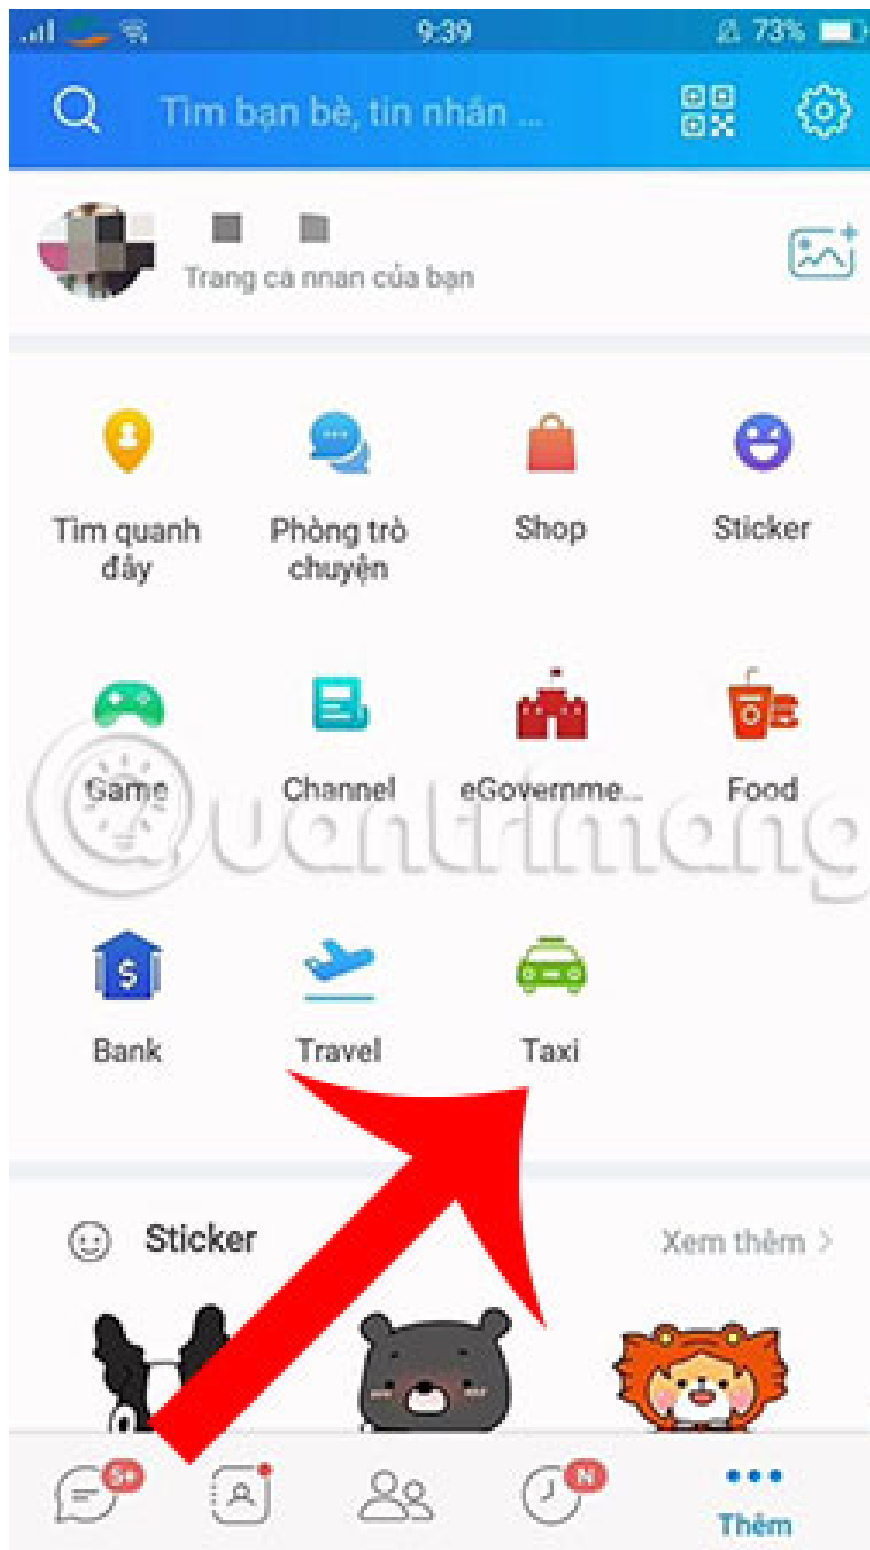 9:39
73%
Tìm bạn bè, tin nhắn ...
Trang cá nhân của bạn
Tìm quanh
đây
Phòng trò
chuyện
Shop
Sticker
Game
Channel
eGovernme...
Food
Quantrimang
Bank
Travel
Taxi
Sticker
Xem thêm >
5+
N
Thêm